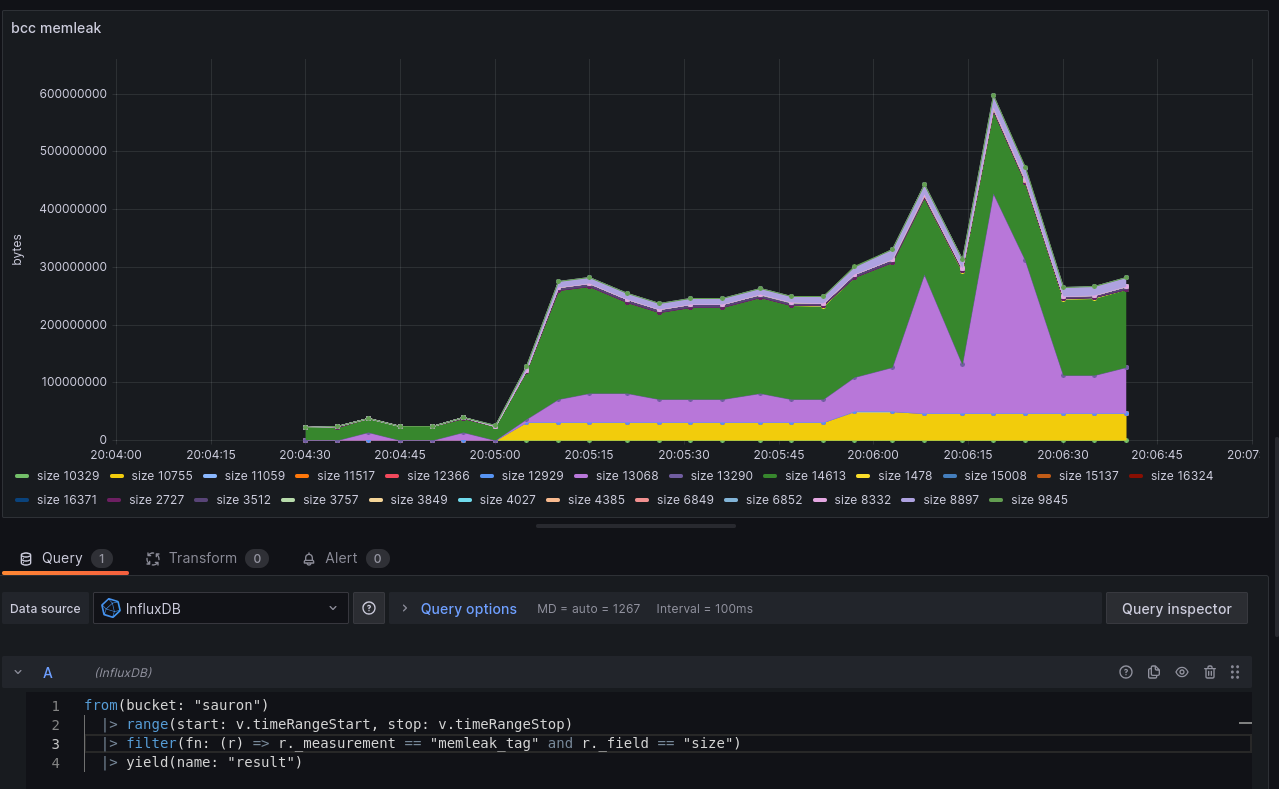 bcc memleak
600000000
500000000
400000000
300000000
200000000
100000000
0
bytes
20:04:00 20:04:15 20:04:30 20:04:45 20:05:00 20:05:15 20:05:30 20:05:45 20:06:00 20:06:15 20:06:30 20:06:45 20:07
size 10329 size 10755 size 11059 size 11517 size 12366 size 12929 size 13068 size 13290 size 14613 size 1478 size 15008 size 15137 size 16324
size 16371 size 2727 size 3512 size 3757 size 3849 size 4027 size 4385 size 6849 size 6852 size 8332 size 8897 size 9845
Query 1 Transform 0 Alert 0
Data source InfluxDB ? > Query options MD = auto = 1267 Interval = 100ms Query inspector
A (InfluxDB)
1 from(bucket: "sauron")
2 |> range(start: v.timeRangeStart, stop: v.timeRangeStop)
3 |> filter(fn: (r) => r._measurement == "memleak_tag" and r._field == "size")
4 |> yield(name: "result")